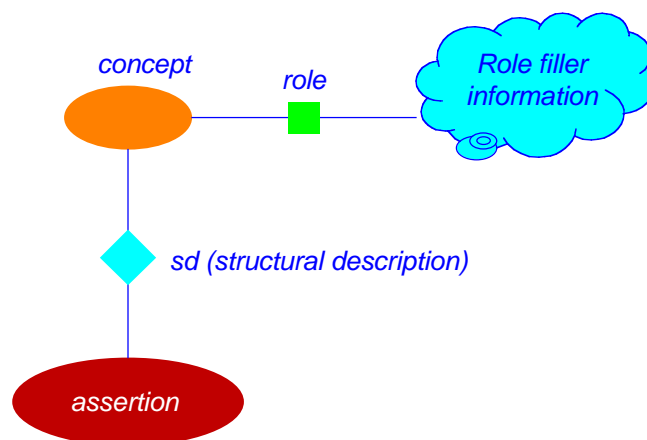 concept
role
Role filler
information
sd (structural description)
assertion